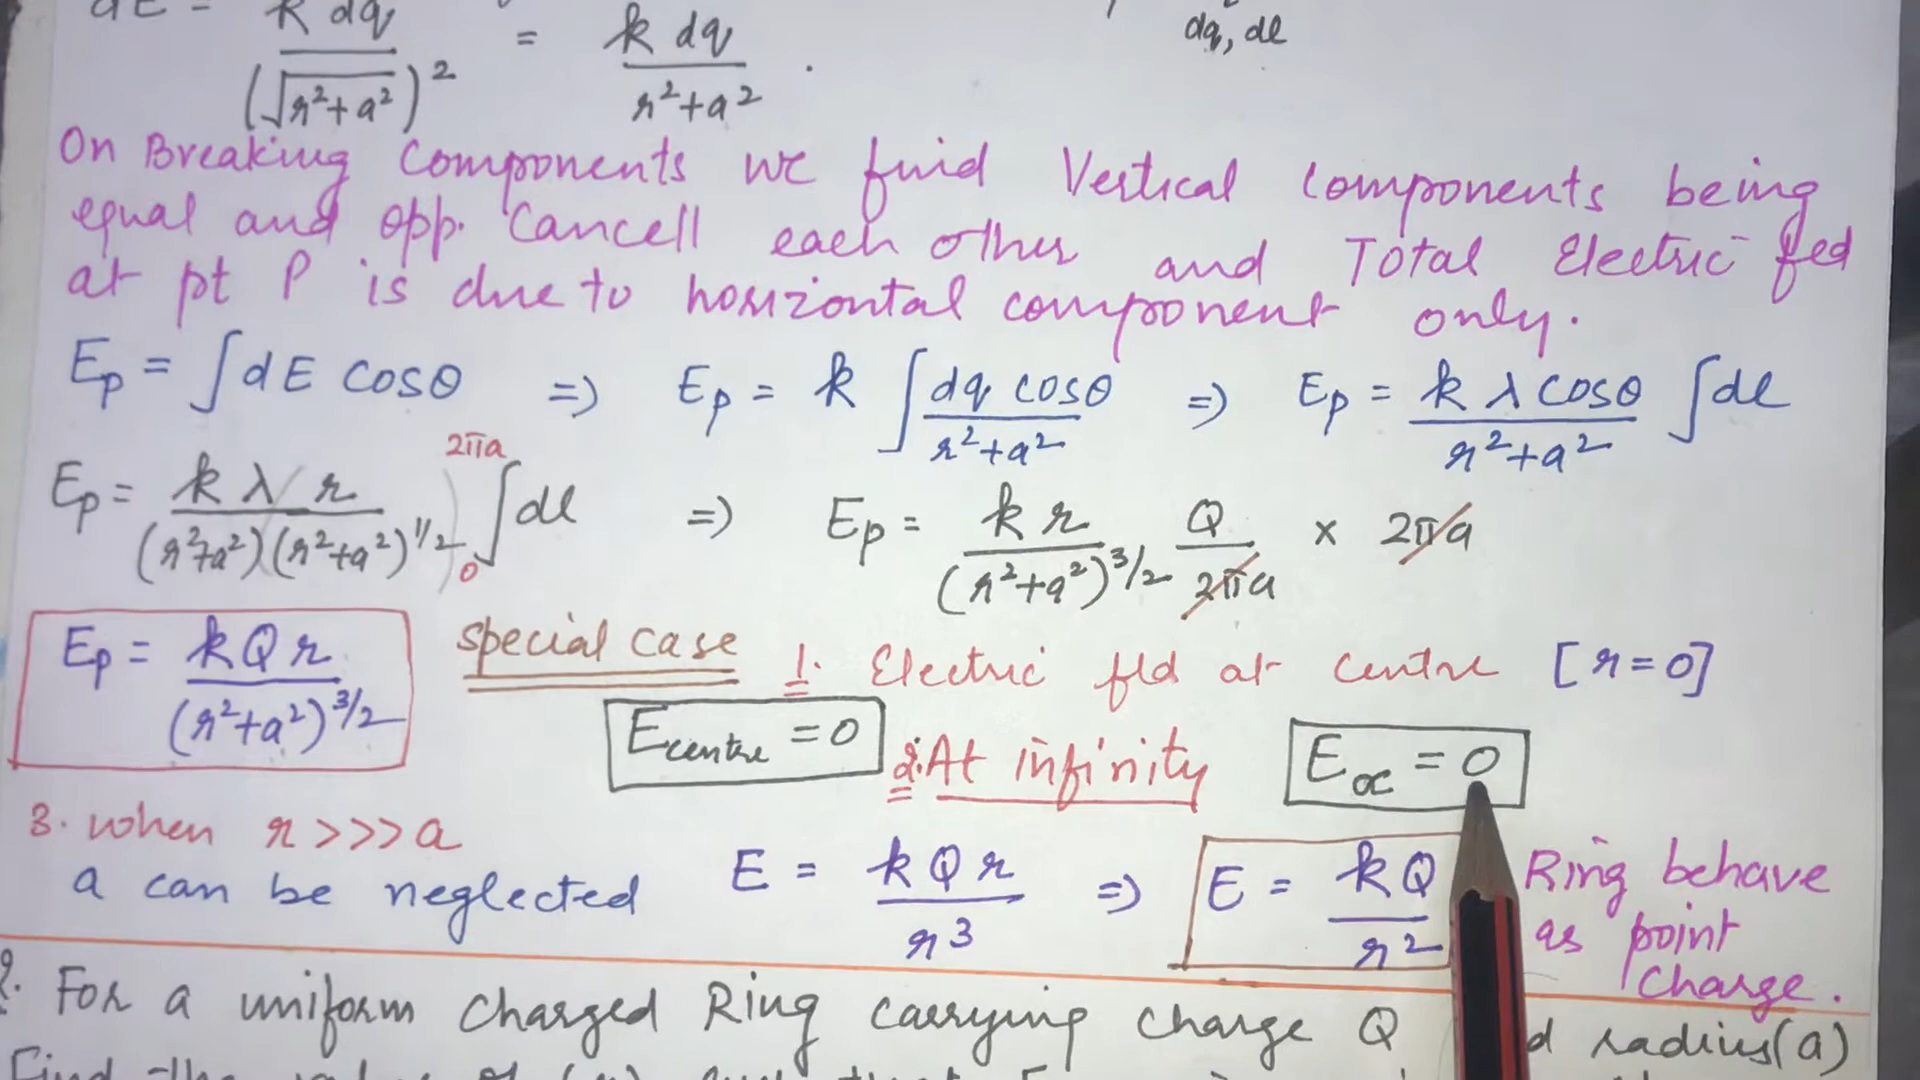 dE = k dq / (√r²+a²)² = k dq / r²+a² .
dq, dl
On Breaking Components we find Vertical Components being
equal and opp. Cancell each other and Total Electric fed
at pt P is due to horizontal component only.
Ep = ∫dE Cosθ => Ep = k ∫ dq cosθ / r²+a² => Ep = k λ cosθ / r²+a² ∫dl
Ep = k λ r / (r²+a²)(r²+a²)^1/2 ∫₀^2πa dl => Ep = k r / (r²+a²)^3/2 Q / 2πa × 2πa
Ep = kQr / (r²+a²)^3/2
special case
1. Electric fld at centre [r=0]
Ecentre = 0
2. At infinity
E∝ = 0
3. when r >>> a
a can be neglected E = kQr / r³ => E = kQ / r²
Ring behave
as point
charge.
For a uniform charged Ring carrying charge Q d radius(a)
Find the